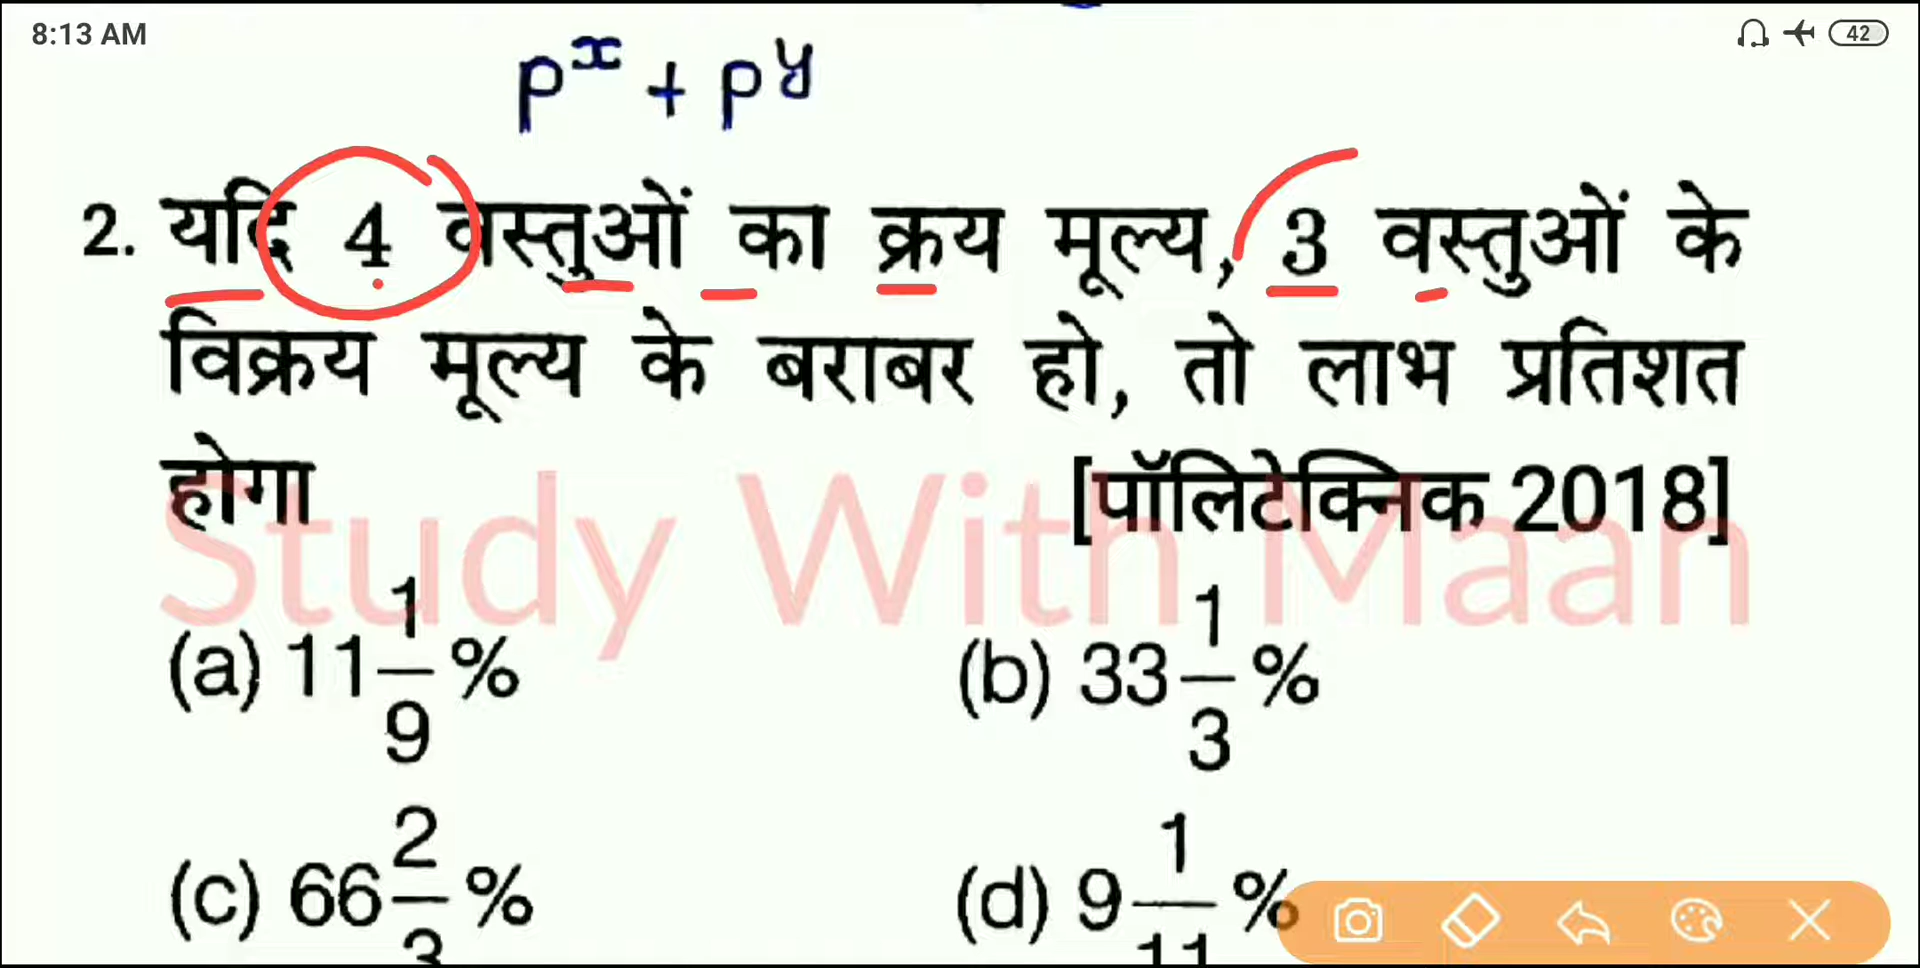 8:13 AM
42
p^x + p^y
2. यदि 4 वस्तुओं का क्रय मूल्य, 3 वस्तुओं के
विक्रय मूल्य के बराबर हो, तो लाभ प्रतिशत
होगा [पॉलिटेक्निक 2018]
Study With Maan
(a) 11 1/9 % (b) 33 1/3 %
(c) 66 2/3 % (d) 9 1/11 %